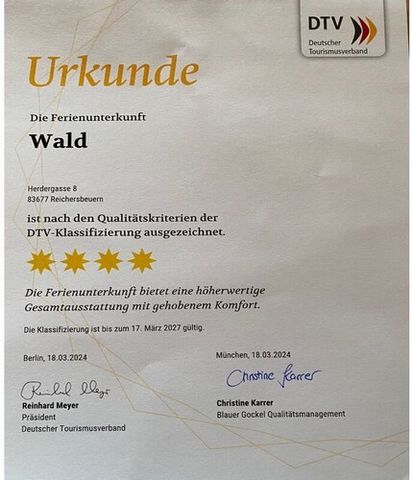 DTV
Deutscher
Tourismusverband
Urkunde
Die Ferienunterkunft
Wald
Herdergasse 8
83677 Reichersbeuern
ist nach den Qualitätskriterien der
DTV-Klassifizierung ausgezeichnet.
Die Ferienunterkunft bietet eine höherwertige
Gesamtausstattung mit gehobenem Komfort.
Die Klassifizierung ist bis zum 17. März 2027 gültig.
Berlin, 18.03.2024
Reinhard Meyer
Reinhard Meyer
Präsident
Deutscher Tourismusverband
München, 18.03.2024
Christine Karrer
Christine Karrer
Blauer Gockel Qualitätsmanagement